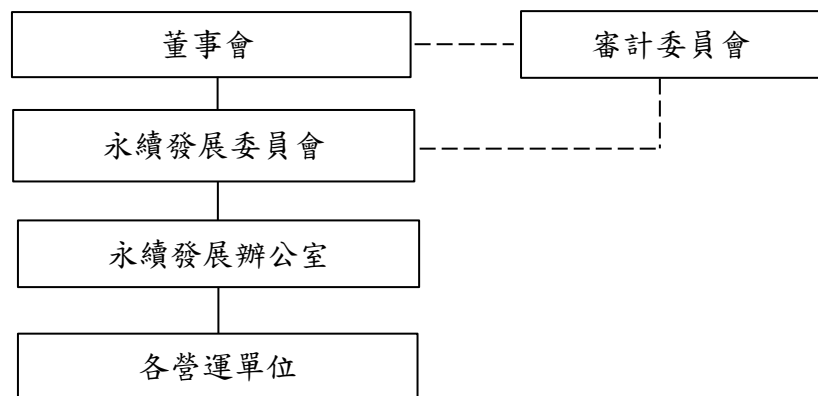 董事會
審計委員會
永續發展委員會
永續發展辦公室
各營運單位